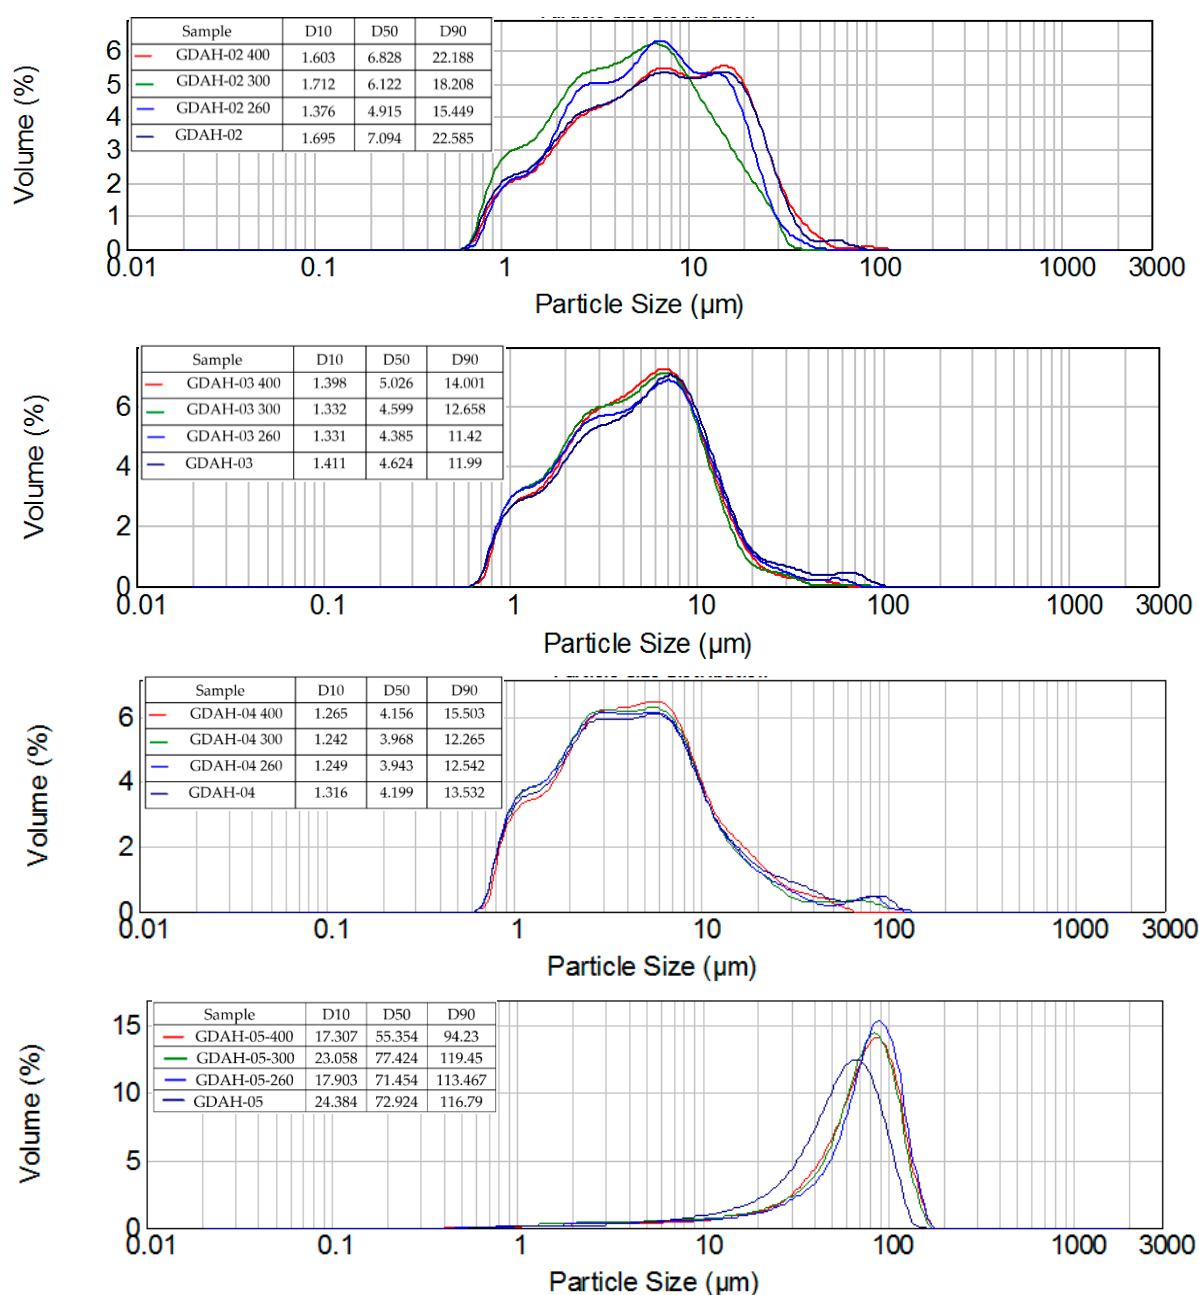 Sample D10 D50 D90
GDAH-02 400 1.603 6.828 22.188
GDAH-02 300 1.712 6.122 18.208
GDAH-02 260 1.376 4.915 15.449
GDAH-02 1.695 7.094 22.585
Volume (%)
6
5
4
3
2
1
0
0.01 0.1 1 10 100 1000 3000
Particle Size (µm)
Sample D10 D50 D90
GDAH-03 400 1.398 5.026 14.001
GDAH-03 300 1.332 4.599 12.658
GDAH-03 260 1.331 4.385 11.42
GDAH-03 1.411 4.624 11.99
Volume (%)
6
4
2
0
0.01 0.1 1 10 100 1000 3000
Particle Size (µm)
Sample D10 D50 D90
GDAH-04 400 1.265 4.156 15.503
GDAH-04 300 1.242 3.968 12.265
GDAH-04 260 1.249 3.943 12.542
GDAH-04 1.316 4.199 13.532
Volume (%)
6
4
2
0
0.01 0.1 1 10 100 1000 3000
Particle Size (µm)
Sample D10 D50 D90
GDAH-05-400 17.307 55.354 94.23
GDAH-05-300 23.058 77.424 119.45
GDAH-05-260 17.903 71.454 113.467
GDAH-05 24.384 72.924 116.79
Volume (%)
15
10
5
0
0.01 0.1 1 10 100 1000 3000
Particle Size (µm)